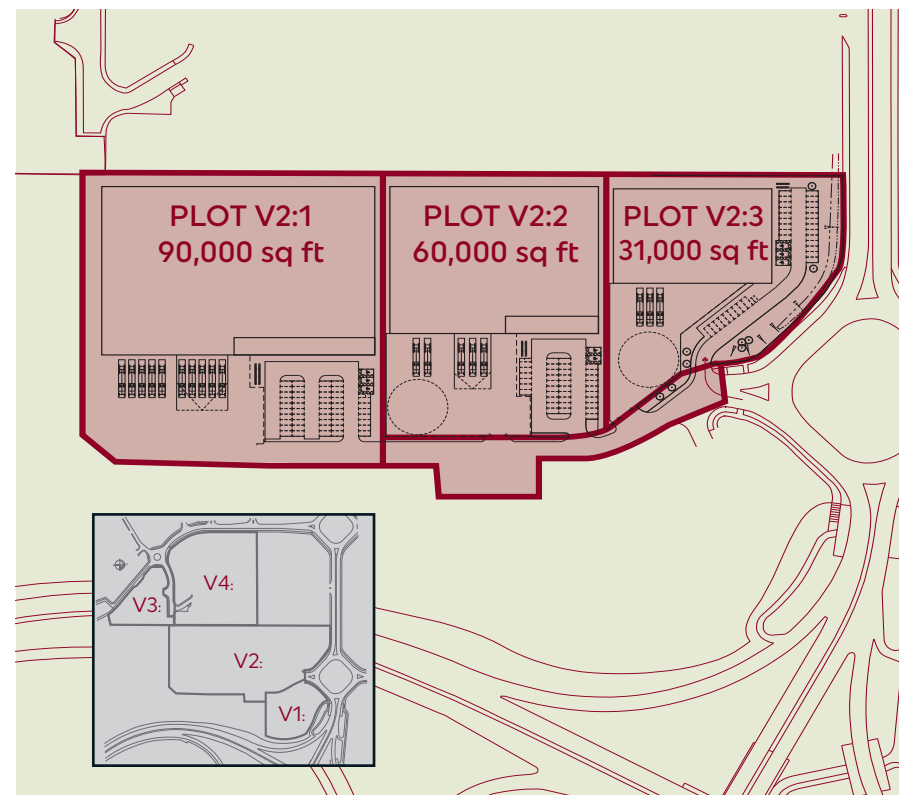 PLOT V2:1
90,000 sq ft
PLOT V2:2
60,000 sq ft
PLOT V2:3
31,000 sq ft
V4:
V3:
V2:
V1: